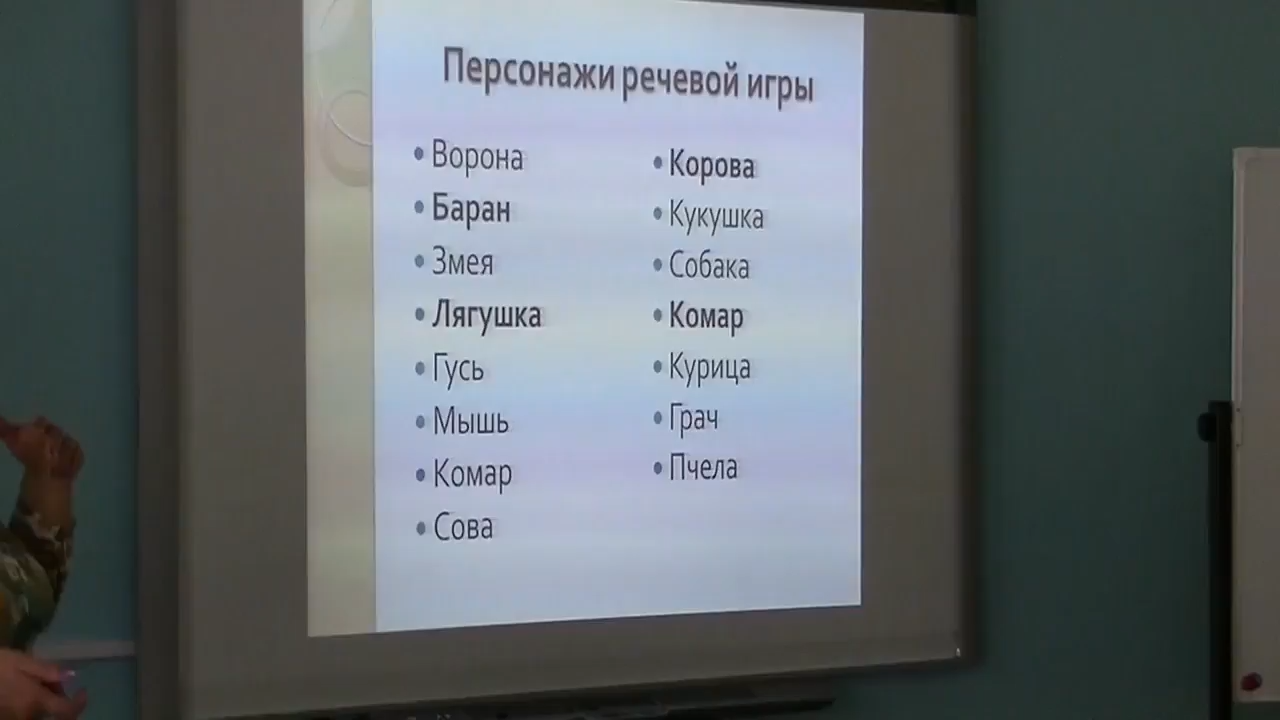 Персонажи речевой игры
• Ворона
• Баран
• Змея
• Лягушка
• Гусь
• Мышь
• Комар
• Сова
• Корова
• Кукушка
• Собака
• Комар
• Курица
• Грач
• Пчела